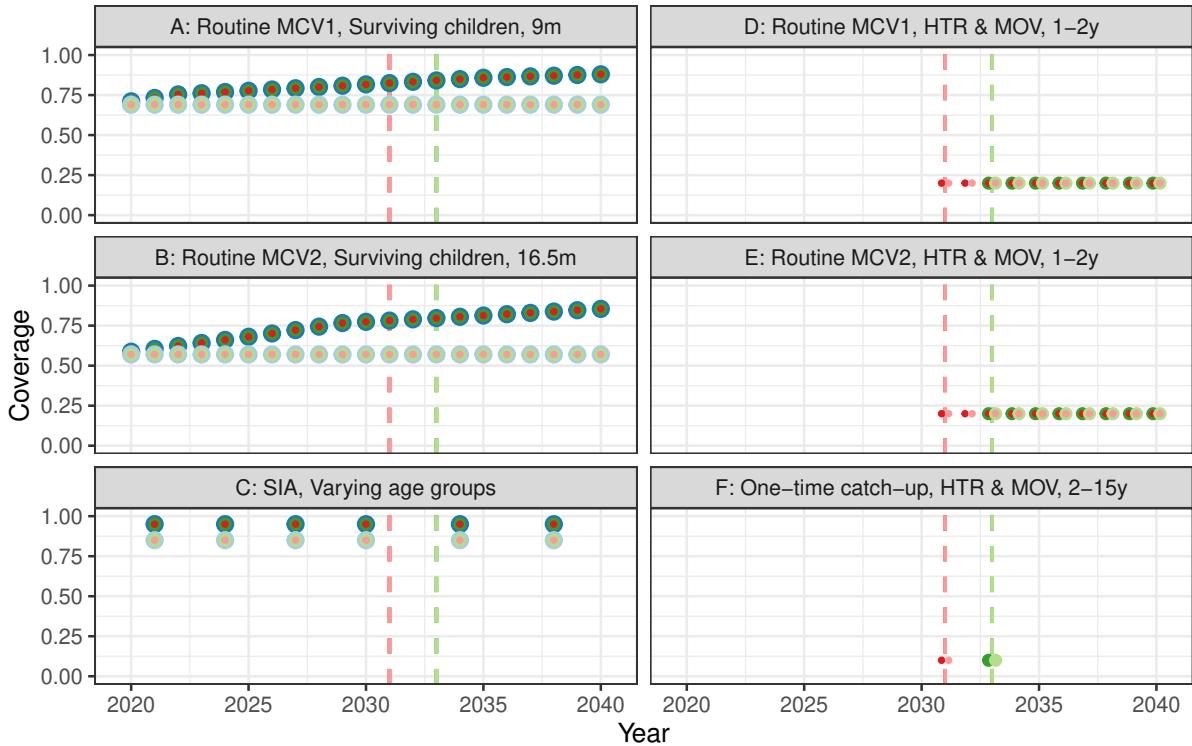 A: Routine MCV1, Surviving children, 9m
D: Routine MCV1, HTR & MOV, 1−2y
1.00
0.75
0.50
0.25
0.00
B: Routine MCV2, Surviving children, 16.5m
E: Routine MCV2, HTR & MOV, 1−2y
1.00
0.75
0.50
0.25
0.00
Coverage
C: SIA, Varying age groups
F: One−time catch−up, HTR & MOV, 2−15y
1.00
0.75
0.50
0.25
0.00
2020 2025 2030 2035 2040 2020 2025 2030 2035 2040
Year